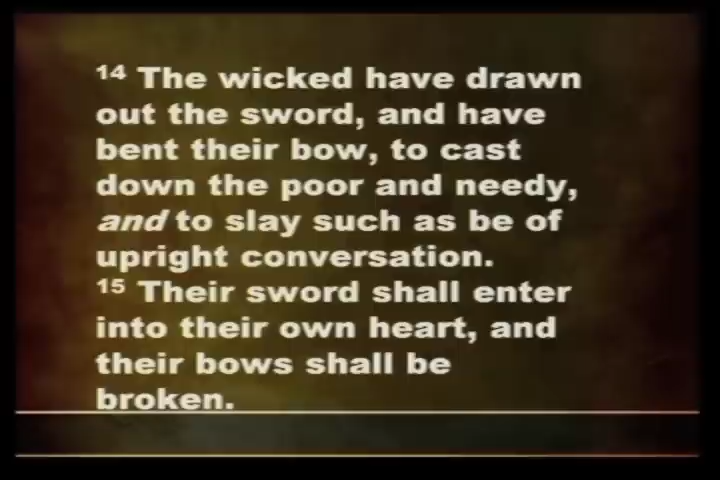 14 The wicked have drawn
out the sword, and have
bent their bow, to cast
down the poor and needy,
and to slay such as be of
upright conversation.
15 Their sword shall enter
into their own heart, and
their bows shall be
broken.